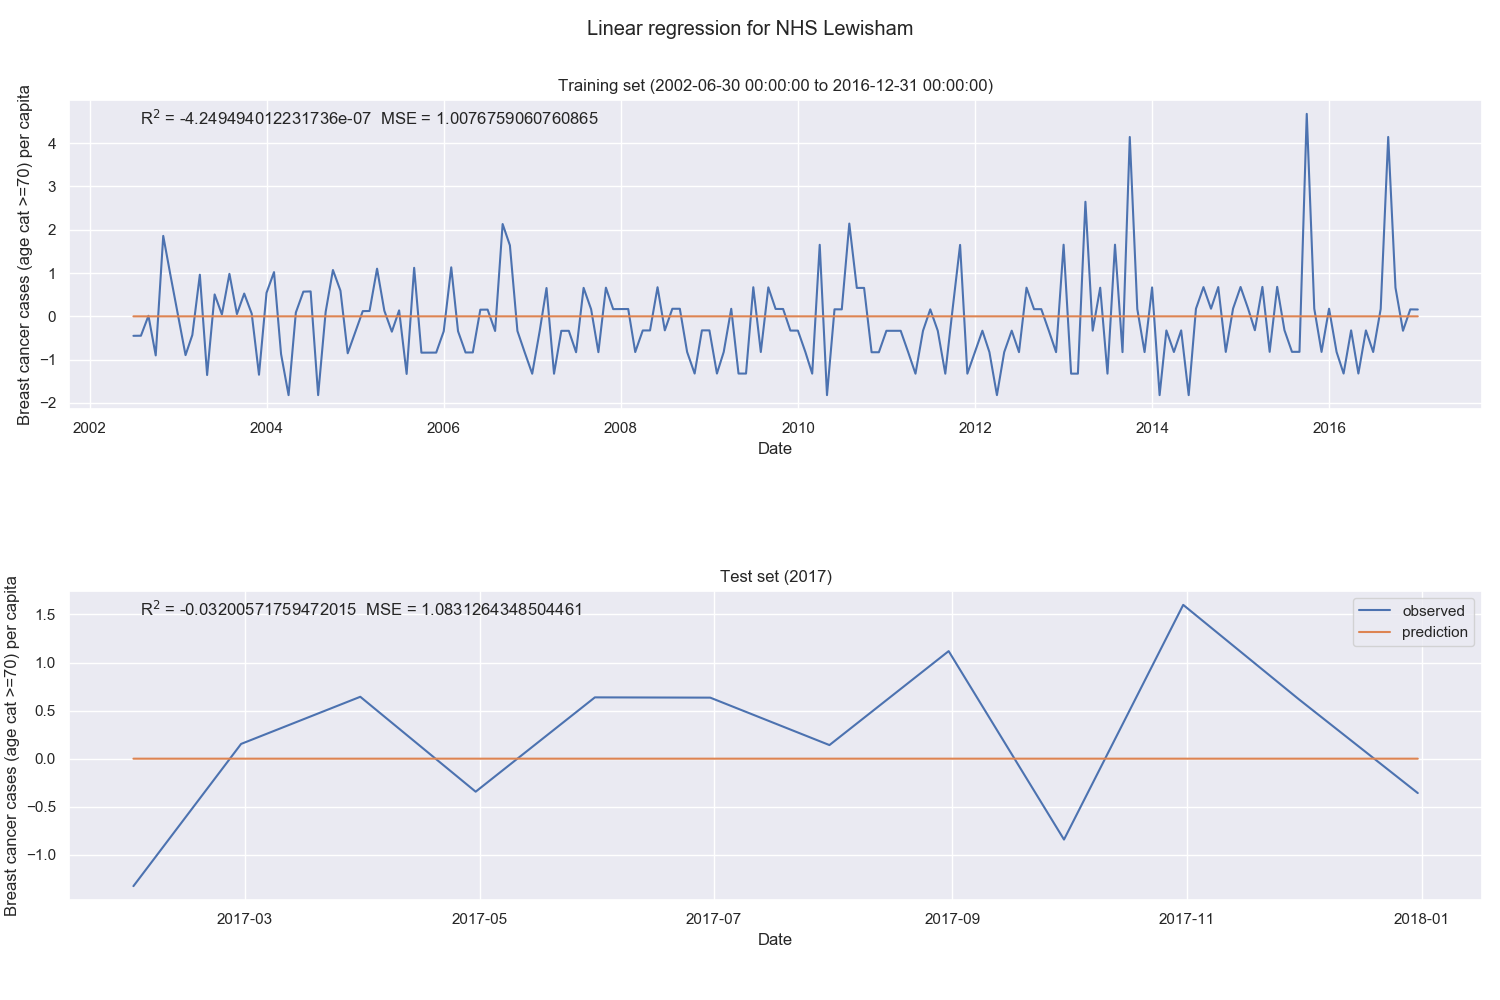 Linear regression for NHS Lewisham
Training set (2002-06-30 00:00:00 to 2016-12-31 00:00:00)
R² = -4.249494012231736e-07 MSE = 1.0076759060760865
Breast cancer cases (age cat >=70) per capita
4
3
2
1
0
−1
−2
2002 2004 2006 2008 2010 2012 2014 2016
Date
Test set (2017)
R² = -0.03200571759472015 MSE = 1.0831264348504461
observed
prediction
Breast cancer cases (age cat >=70) per capita
1.5
1.0
0.5
0.0
−0.5
−1.0
2017-03 2017-05 2017-07 2017-09 2017-11 2018-01
Date